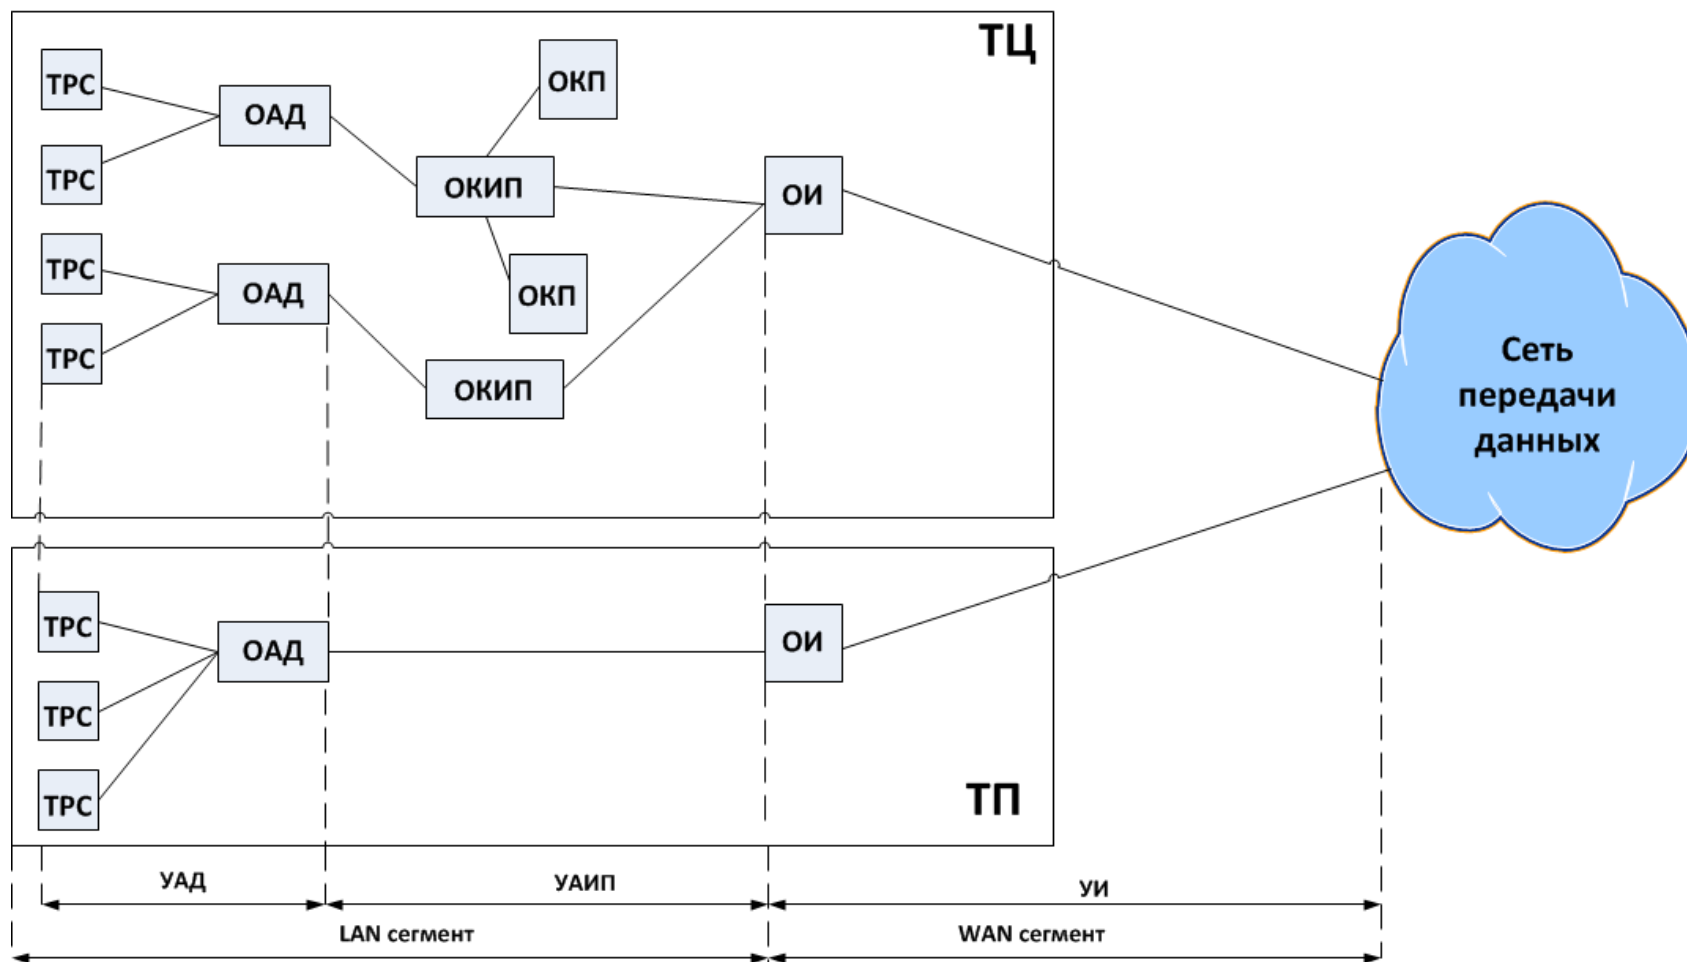 ТЦ
ТРС
ОАД
ОКП
ТРС
ОКИП
ОИ
ТРС
ОАД
ОКП
ТРС
ОКИП
Сеть
передачи
данных
ТРС
ОАД
ОИ
ТРС
ТРС
ТП
УАД
УАИП
УИ
LAN сегмент
WAN сегмент